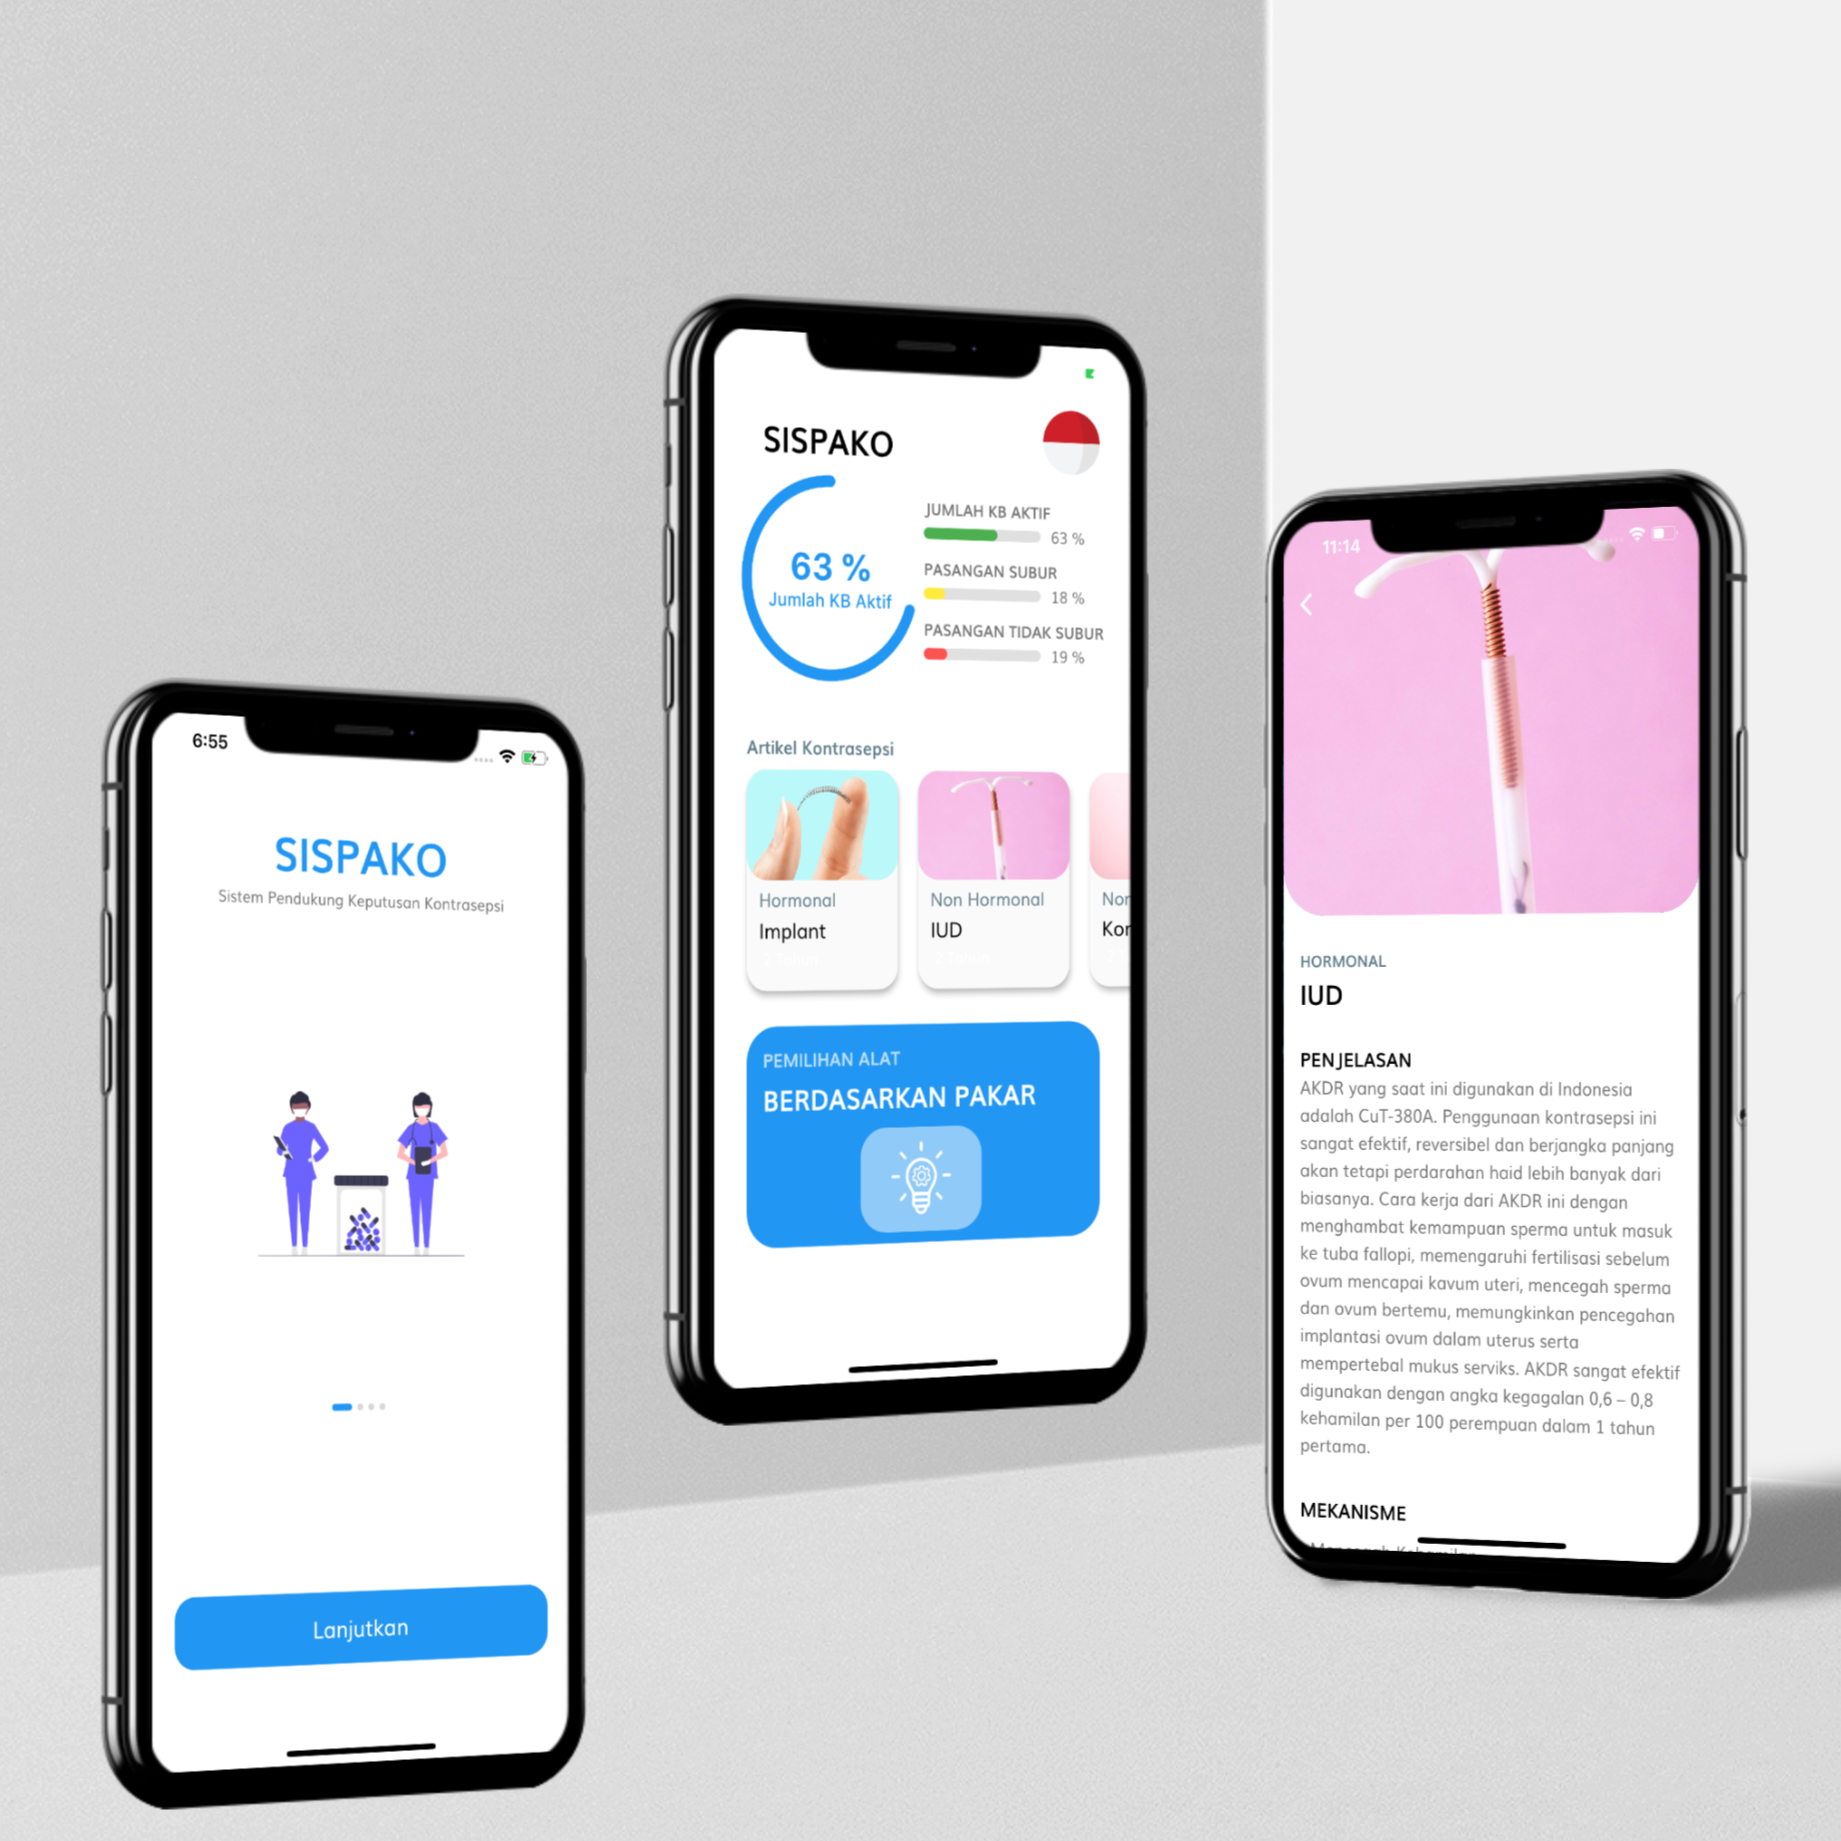 6:55
SISPAKO
Sistem Pendukung Keputusan Kontrasepsi
Lanjutkan
SISPAKO
63 %
Jumlah KB Aktif
JUMLAH KB AKTIF
63 %
PASANGAN SUBUR
18 %
PASANGAN TIDAK SUBUR
19 %
Artikel Kontrasepsi
Hormonal
Implant
Non Hormonal
IUD
2 Tahun
Nor
Kor
PEMILIHAN ALAT
BERDASARKAN PAKAR
11:14
HORMONAL
IUD
PENJELASAN
AKDR yang saat ini digunakan di Indonesia
adalah CuT-380A. Penggunaan kontrasepsi ini
sangat efektif, reversibel dan berjangka panjang
akan tetapi perdarahan haid lebih banyak dari
biasanya. Cara kerja dari AKDR ini dengan
menghambat kemampuan sperma untuk masuk
ke tuba fallopi, memengaruhi fertilisasi sebelum
ovum mencapai kavum uteri, mencegah sperma
dan ovum bertemu, memungkinkan pencegahan
implantasi ovum dalam uterus serta
mempertebal mukus serviks. AKDR sangat efektif
digunakan dengan angka kegagalan 0,6 – 0,8
kehamilan per 100 perempuan dalam 1 tahun
pertama.
MEKANISME
Mencegah Kehamilan